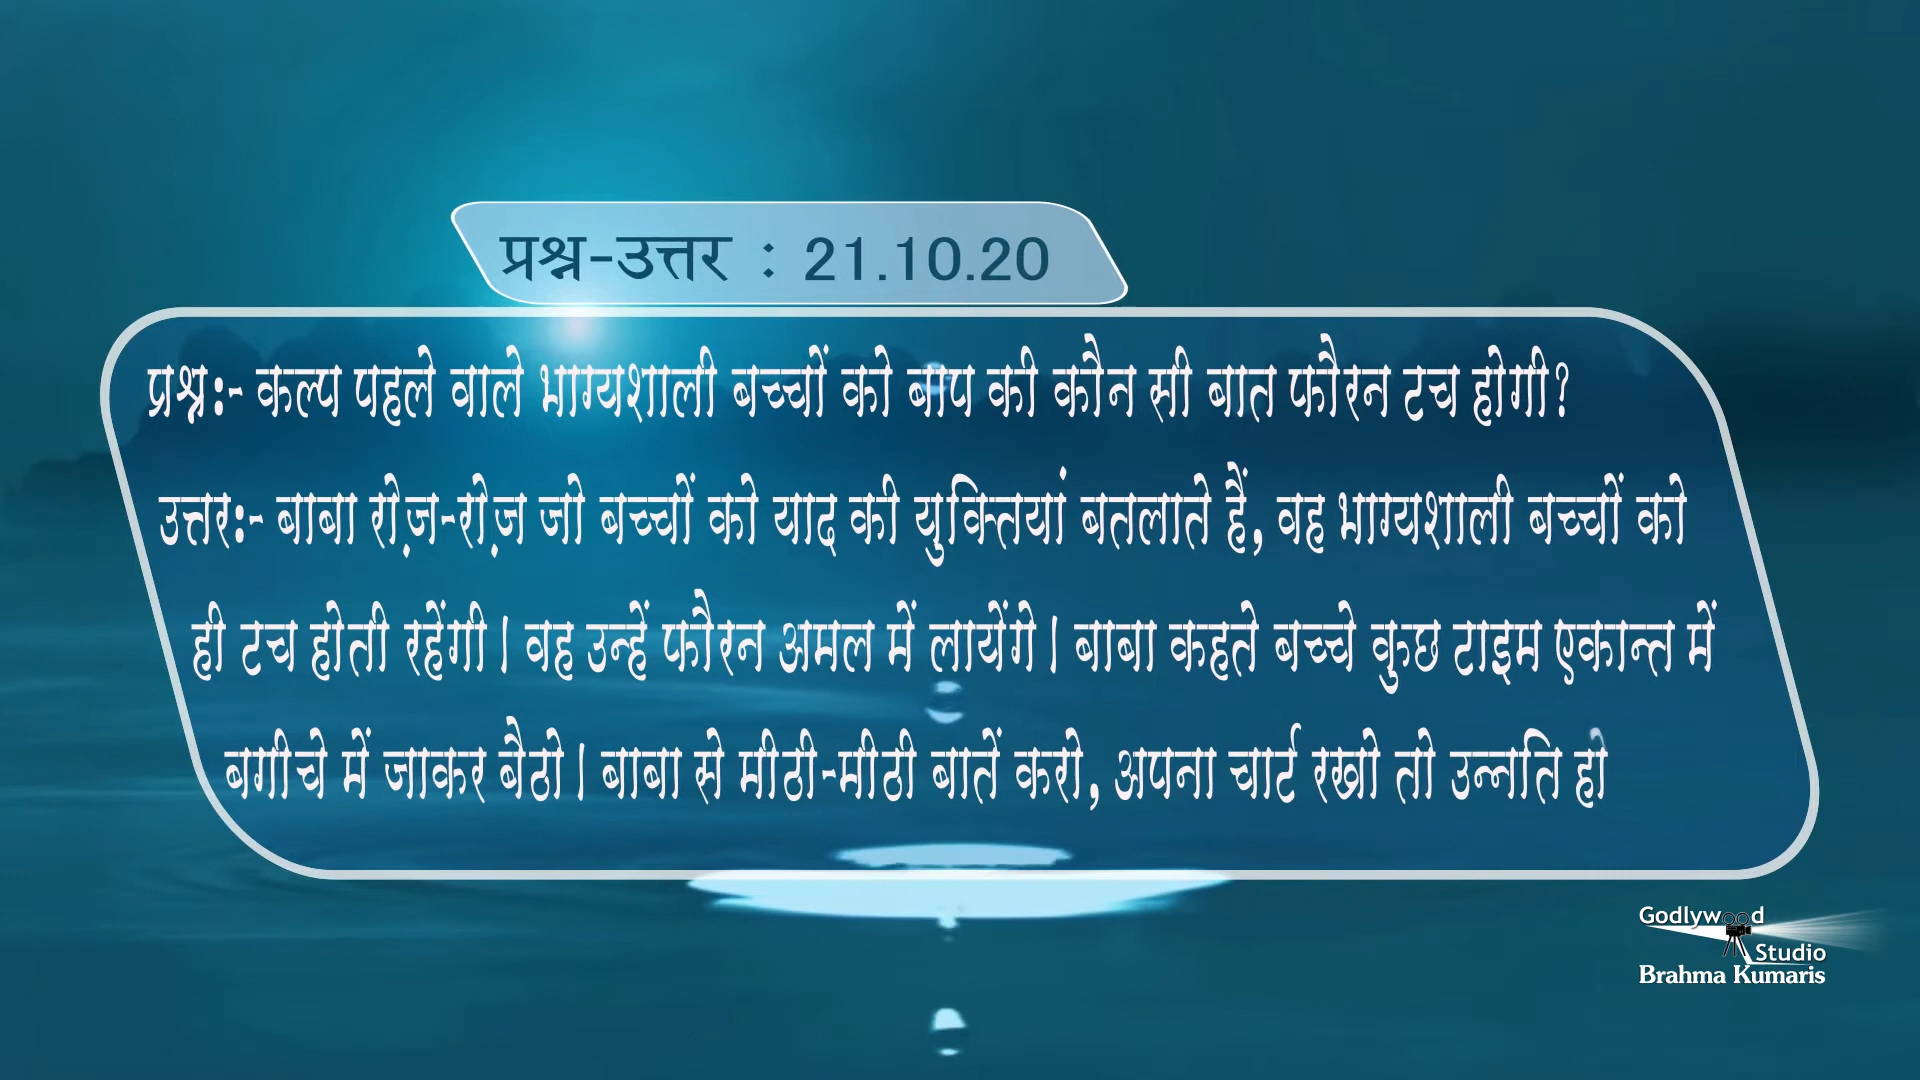 प्रश्न-उत्तर : 21.10.20
प्रश्न:- कल्प पहले वाले भाग्यशाली बच्चों को बाप की कौन सी बात फौरन टच होगी?
उत्तर:- बाबा रोज़-रोज़ जो बच्चों को याद की युक्तियां बतलाते हैं, वह भाग्यशाली बच्चों को
ही टच होती रहेंगी। वह उन्हें फौरन अमल में लायेंगे। बाबा कहते बच्चे कुछ टाइम एकान्त में
बगीचे में जाकर बैठो। बाबा से मीठी-मीठी बातें करो, अपना चार्ट रखो तो उन्नति हो
Godlywood
Studio
Brahma Kumaris